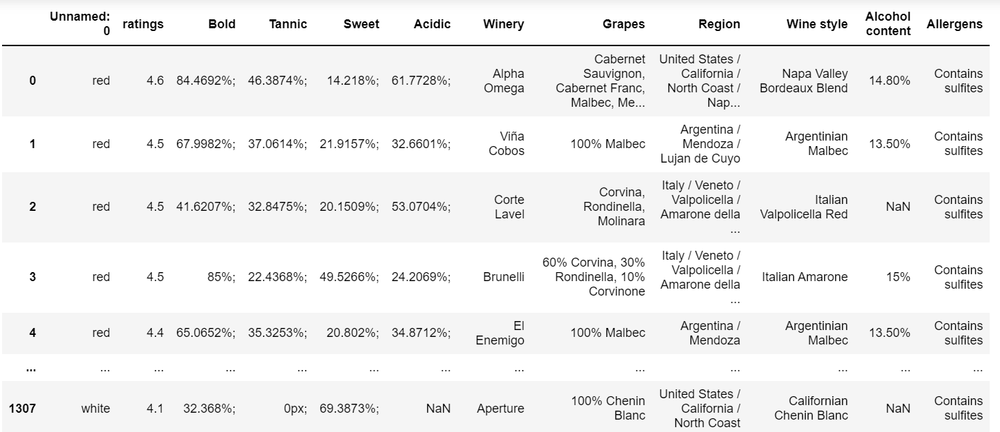 Unnamed: 0 ratings Bold Tannic Sweet Acidic Winery Grapes Region Wine style Alcohol content Allergens
0 red 4.6 84.4692%; 46.3874%; 14.218%; 61.7728%; Alpha Omega Cabernet Sauvignon, Cabernet Franc, Malbec, Me... United States / California / North Coast / Nap... Napa Valley Bordeaux Blend 14.80% Contains sulfites
1 red 4.5 67.9982%; 37.0614%; 21.9157%; 32.6601%; Viña Cobos 100% Malbec Argentina / Mendoza / Lujan de Cuyo Argentinian Malbec 13.50% Contains sulfites
2 red 4.5 41.6207%; 32.8475%; 20.1509%; 53.0704%; Corte Lavel Corvina, Rondinella, Molinara Italy / Veneto / Valpolicella / Amarone della ... Italian Valpolicella Red NaN Contains sulfites
3 red 4.5 85%; 22.4368%; 49.5266%; 24.2069%; Brunelli 60% Corvina, 30% Rondinella, 10% Corvinone Italy / Veneto / Valpolicella / Amarone della ... Italian Amarone 15% Contains sulfites
4 red 4.4 65.0652%; 35.3253%; 20.802%; 34.8712%; El Enemigo 100% Malbec Argentina / Mendoza Argentinian Malbec 13.50% Contains sulfites
... ... ... ... ... ... ... ... ... ... ... ... ...
1307 white 4.1 32.368%; 0px; 69.3873%; NaN Aperture 100% Chenin Blanc United States / California / North Coast Californian Chenin Blanc NaN Contains sulfites